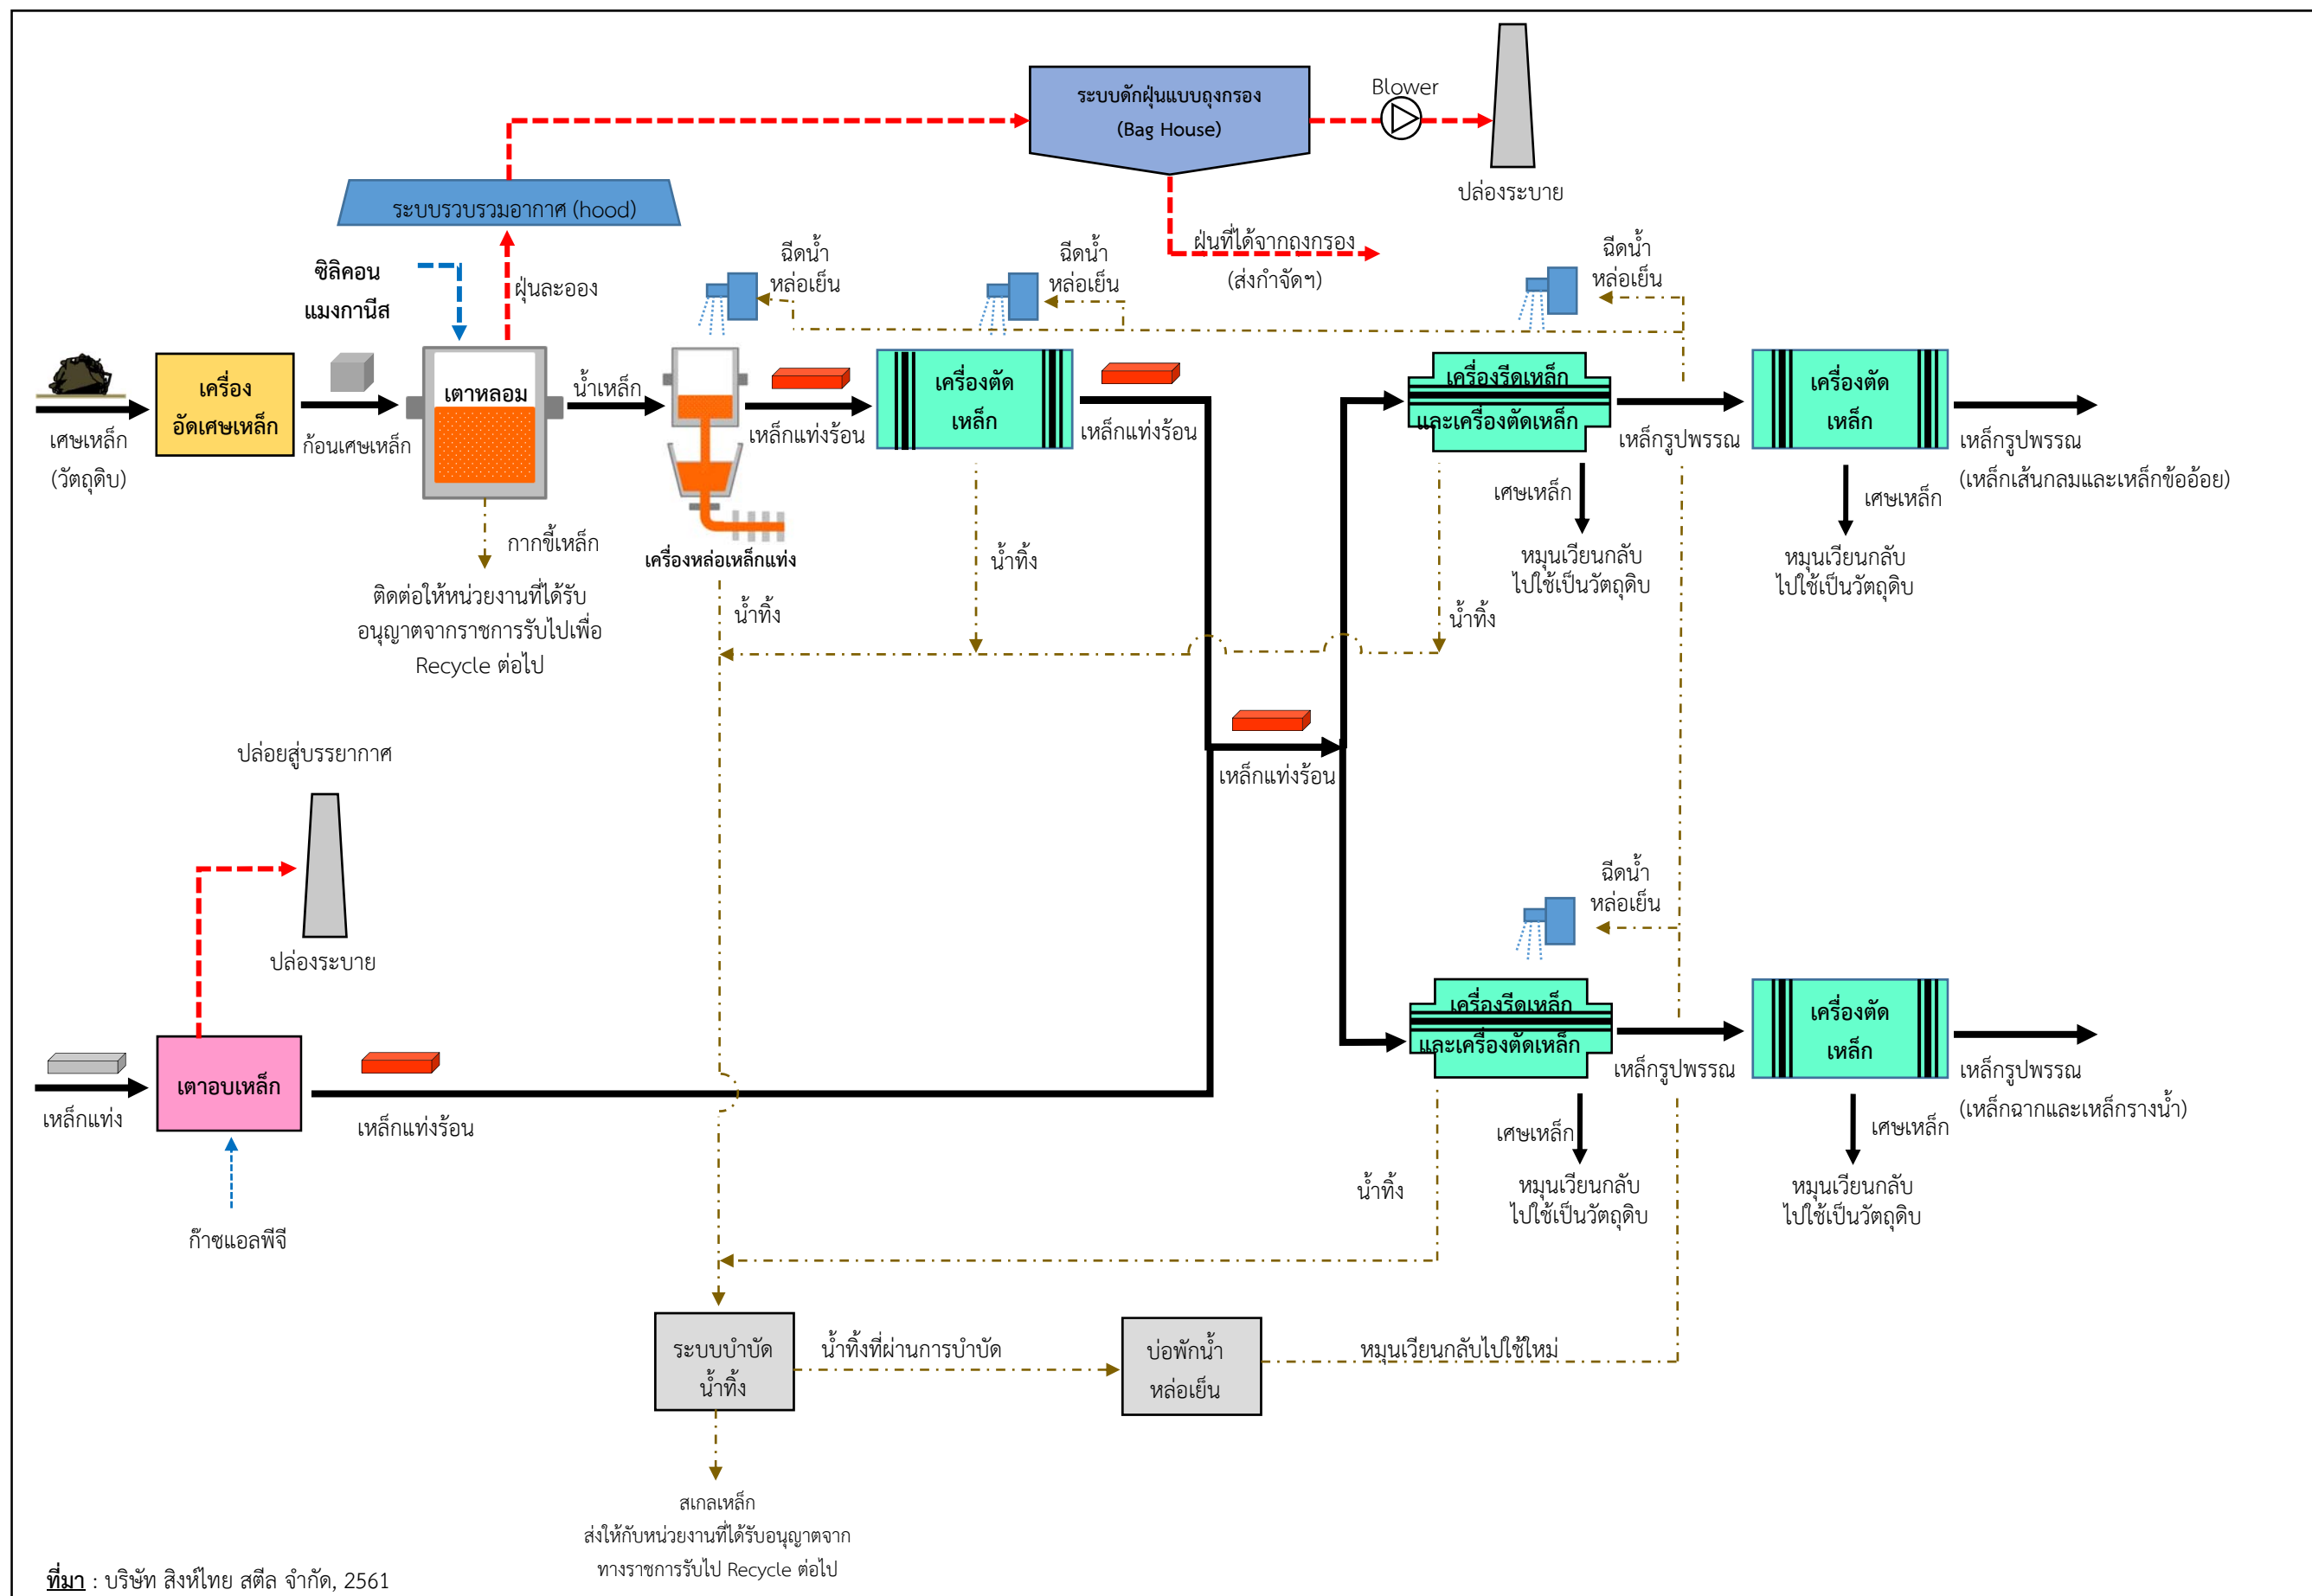 Blower
ระบบดักฝุ่นแบบถุงกรอง
(Bag House)
ปล่องระบาย
ระบบรวบรวมอากาศ (hood)
ฝุ่นที่ได้จากถุงกรอง
(ส่งกำจัดฯ)
ซิลิคอน
แมงกานีส
ฝุ่นละออง
ฉีดน้ำ
หล่อเย็น
ฉีดน้ำ
หล่อเย็น
ฉีดน้ำ
หล่อเย็น
เศษเหล็ก
(วัตถุดิบ)
เครื่อง
อัดเศษเหล็ก
ก้อนเศษเหล็ก
เตาหลอม
น้ำเหล็ก
เหล็กแท่งร้อน
เครื่องตัด
เหล็ก
เหล็กแท่งร้อน
เครื่องรีดเหล็ก
และเครื่องตัดเหล็ก
เหล็กรูปพรรณ
เครื่องตัด
เหล็ก
เหล็กรูปพรรณ
(เหล็กเส้นกลมและเหล็กข้ออ้อย)
กากขี้เหล็ก
ติดต่อให้หน่วยงานที่ได้รับ
อนุญาตจากราชการรับไปเพื่อ
Recycle ต่อไป
เครื่องหล่อเหล็กแท่ง
น้ำทิ้ง
น้ำทิ้ง
น้ำทิ้ง
เศษเหล็ก
หมุนเวียนกลับ
ไปใช้เป็นวัตถุดิบ
เศษเหล็ก
หมุนเวียนกลับ
ไปใช้เป็นวัตถุดิบ
เหล็กแท่งร้อน
ปล่อยสู่บรรยากาศ
ปล่องระบาย
เหล็กแท่ง
เตาอบเหล็ก
เหล็กแท่งร้อน
ก๊าซแอลพีจี
ฉีดน้ำ
หล่อเย็น
เครื่องรีดเหล็ก
และเครื่องตัดเหล็ก
เหล็กรูปพรรณ
เครื่องตัด
เหล็ก
เหล็กรูปพรรณ
(เหล็กฉากและเหล็กรางน้ำ)
น้ำทิ้ง
เศษเหล็ก
หมุนเวียนกลับ
ไปใช้เป็นวัตถุดิบ
เศษเหล็ก
หมุนเวียนกลับ
ไปใช้เป็นวัตถุดิบ
ระบบบำบัด
น้ำทิ้ง
น้ำทิ้งที่ผ่านการบำบัด
บ่อพักน้ำ
หล่อเย็น
หมุนเวียนกลับไปใช้ใหม่
สเกลเหล็ก
ส่งให้กับหน่วยงานที่ได้รับอนุญาตจาก
ทางราชการรับไป Recycle ต่อไป
ที่มา : บริษัท สิงห์ไทย สตีล จำกัด, 2561